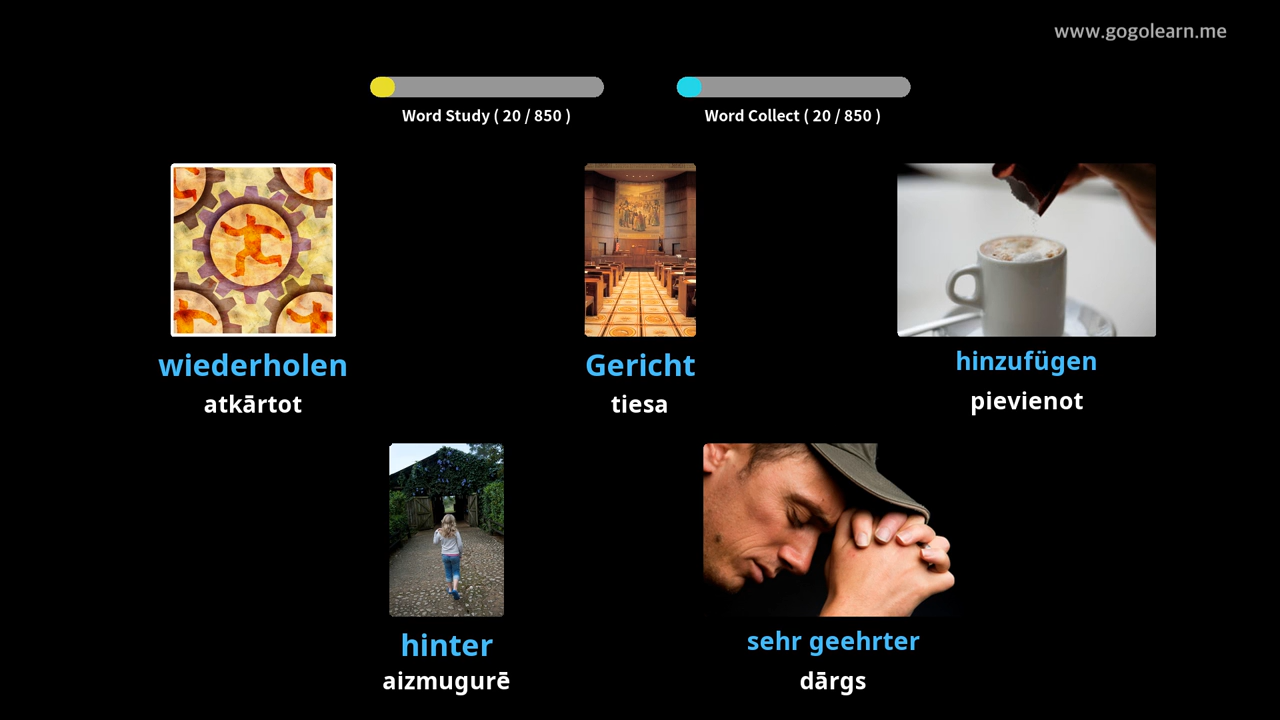 www.gogolearn.me
Word Study ( 20 / 850 )
Word Collect ( 20 / 850 )
wiederholen
atkārtot
Gericht
tiesa
hinzufügen
pievienot
hinter
aizmugurē
sehr geehrter
dārgs